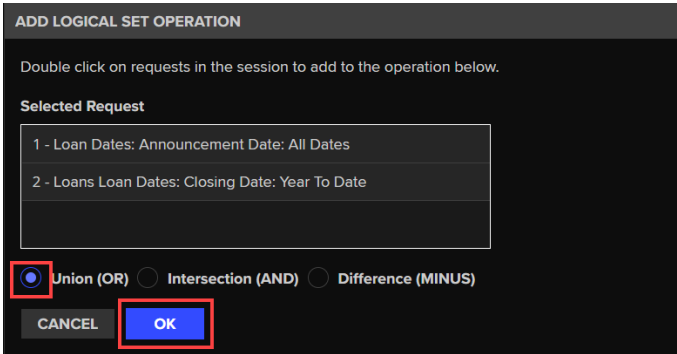 ADD LOGICAL SET OPERATION
Double click on requests in the session to add to the operation below.
Selected Request
1 - Loan Dates: Announcement Date: All Dates
2 - Loans Loan Dates: Closing Date: Year To Date
Union (OR) Intersection (AND) Difference (MINUS)
CANCEL OK